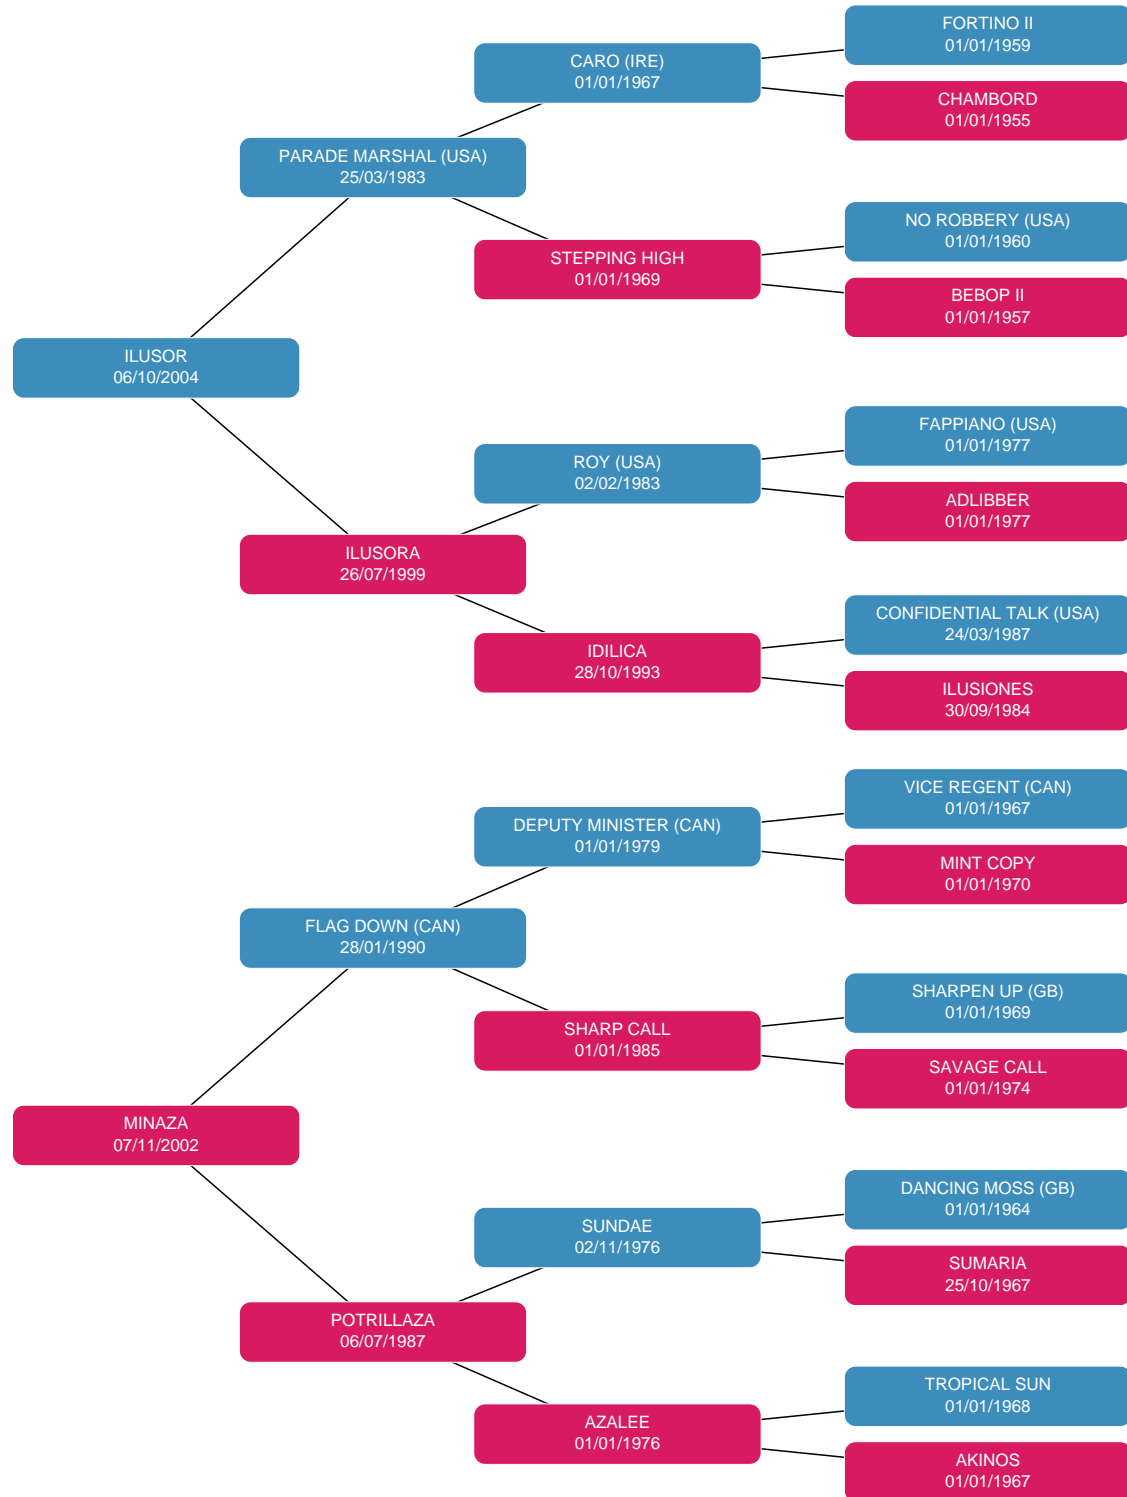 FORTINO II
01/01/1959
CARO (IRE)
01/01/1967
CHAMBORD
01/01/1955
PARADE MARSHAL (USA)
25/03/1983
NO ROBBERY (USA)
01/01/1960
STEPPING HIGH
01/01/1969
BEBOP II
01/01/1957
ILUSOR
06/10/2004
FAPPIANO (USA)
01/01/1977
ROY (USA)
02/02/1983
ADLIBBER
01/01/1977
ILUSORA
26/07/1999
CONFIDENTIAL TALK (USA)
24/03/1987
IDILICA
28/10/1993
ILUSIONES
30/09/1984
VICE REGENT (CAN)
01/01/1967
DEPUTY MINISTER (CAN)
01/01/1979
MINT COPY
01/01/1970
FLAG DOWN (CAN)
28/01/1990
SHARPEN UP (GB)
01/01/1969
SHARP CALL
01/01/1985
SAVAGE CALL
01/01/1974
MINAZA
07/11/2002
DANCING MOSS (GB)
01/01/1964
SUNDAE
02/11/1976
SUMARIA
25/10/1967
POTRILLAZA
06/07/1987
TROPICAL SUN
01/01/1968
AZALEE
01/01/1976
AKINOS
01/01/1967